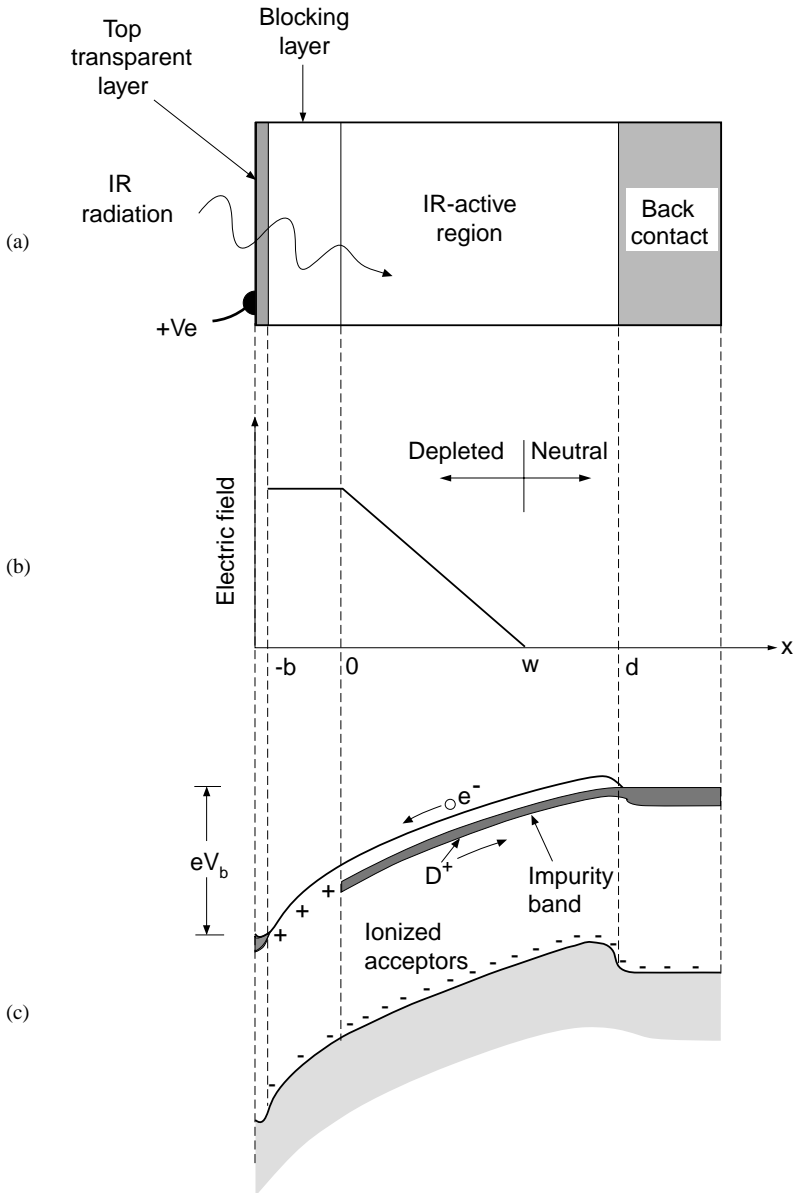 Top
transparent
layer
Blocking
layer
IR
radiation
IR-active
region
Back
contact
(a)
+Ve
Electric field
Depleted
Neutral
(b)
-b
0
w
d
x
e-
eVb
D+
Impurity
band
+
+
+
Ionized
acceptors
- - - - - - - - - - - - - - - - - - - - - -
(c)